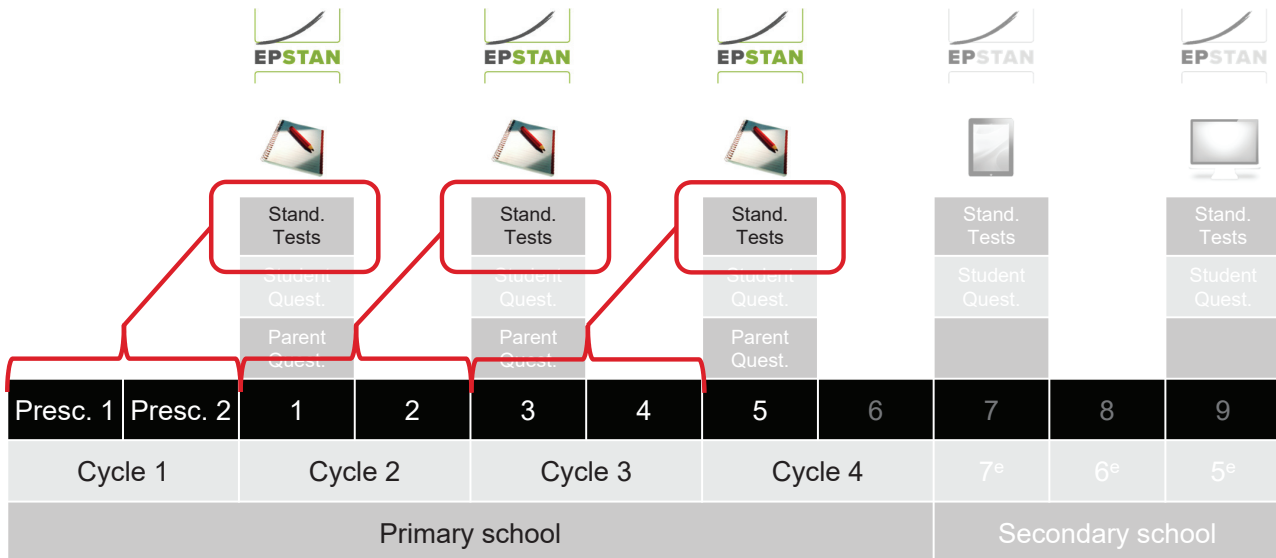 EPSTAN EPSTAN EPSTAN EPSTAN EPSTAN
Stand. Stand. Stand. Stand. Stand.
Tests Tests Tests Tests Tests
Student Student Student Student Student
Quest. Quest. Quest. Quest. Quest.
Parent Parent Parent
Quest. Quest. Quest.
Presc. 1 Presc. 2 1 2 3 4 5 6 7 8 9
Cycle 1 Cycle 2 Cycle 3 Cycle 4 7ᵉ 6ᵉ 5ᵉ
Primary school Secondary school